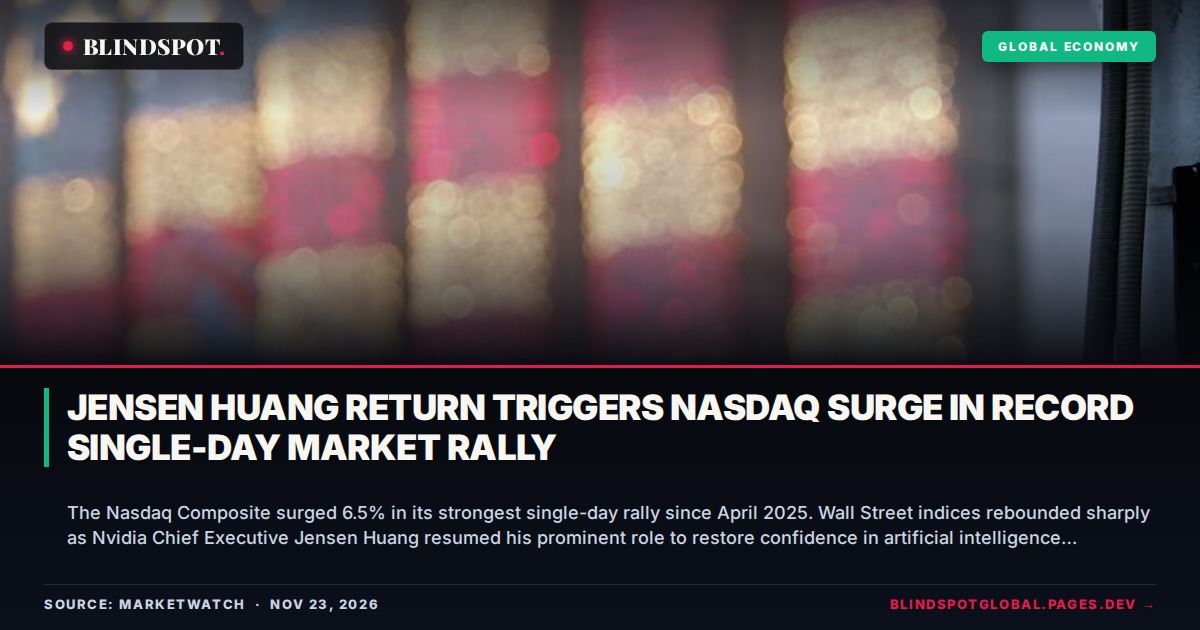 BLINDSPOT.
GLOBAL ECONOMY
JENSEN HUANG RETURN TRIGGERS NASDAQ SURGE IN RECORD
SINGLE-DAY MARKET RALLY
The Nasdaq Composite surged 6.5% in its strongest single-day rally since April 2025. Wall Street indices rebounded sharply
as Nvidia Chief Executive Jensen Huang resumed his prominent role to restore confidence in artificial intelligence...
SOURCE: MARKETWATCH · NOV 23, 2026
BLINDSPOTGLOBAL.PAGES.DEV →